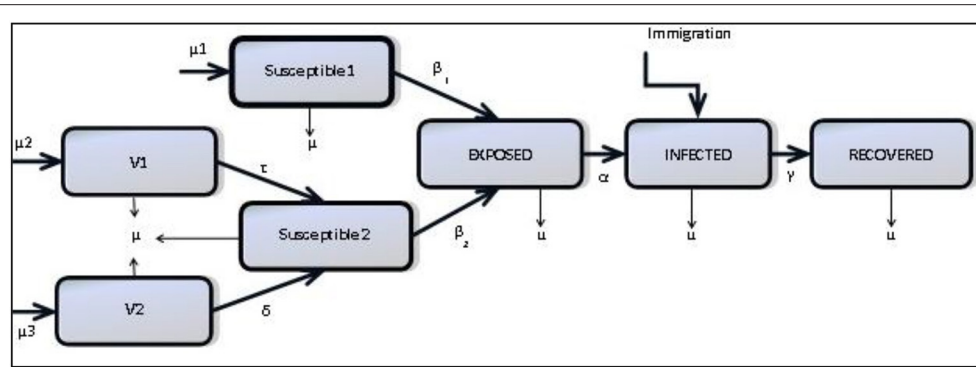 Immigration
μ1
Susceptible1
β1
μ
μ2
V1
τ
EXPOSED
α
INFECTED
γ
RECOVERED
Susceptible2
β2
μ
μ
μ
μ
V2
δ
μ3